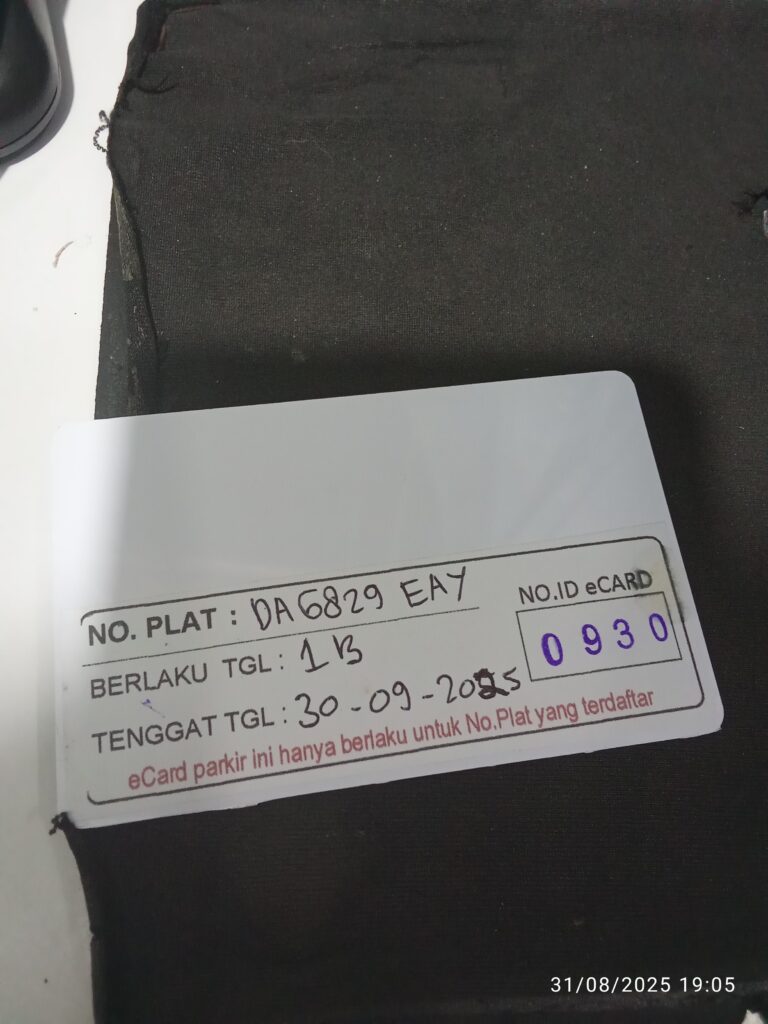 NO. PLAT : DA 6829 EAY
BERLAKU TGL : 1 B
TENGGAT TGL : 30 - 09 - 2025
NO.ID eCARD
0930
eCard parkir ini hanya berlaku untuk No.Plat yang terdaftar
31/08/2025 19:05